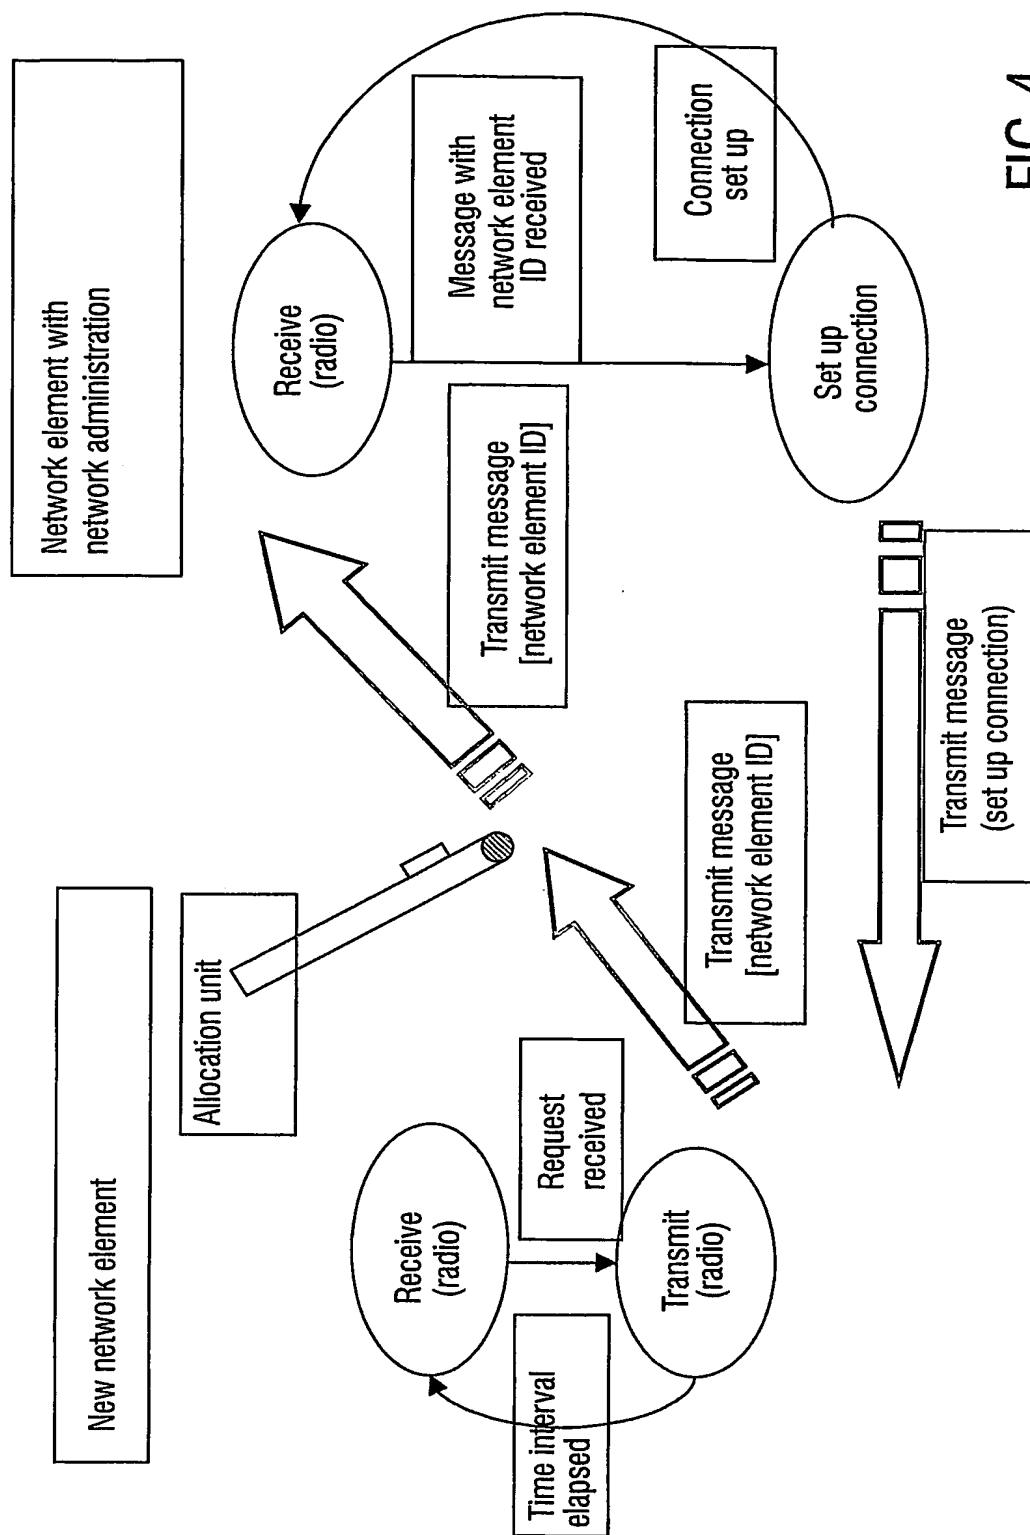 New network element
Network element with
network administration
Allocation unit
Receive
(radio)
Request
received
Time interval
elapsed
Transmit
(radio)
Transmit message
[network element ID]
Transmit message
[network element ID]
Receive
(radio)
Message with
network element
ID received
Connection
set up
Set up
connection
Transmit message
(set up connection)
FIG 4